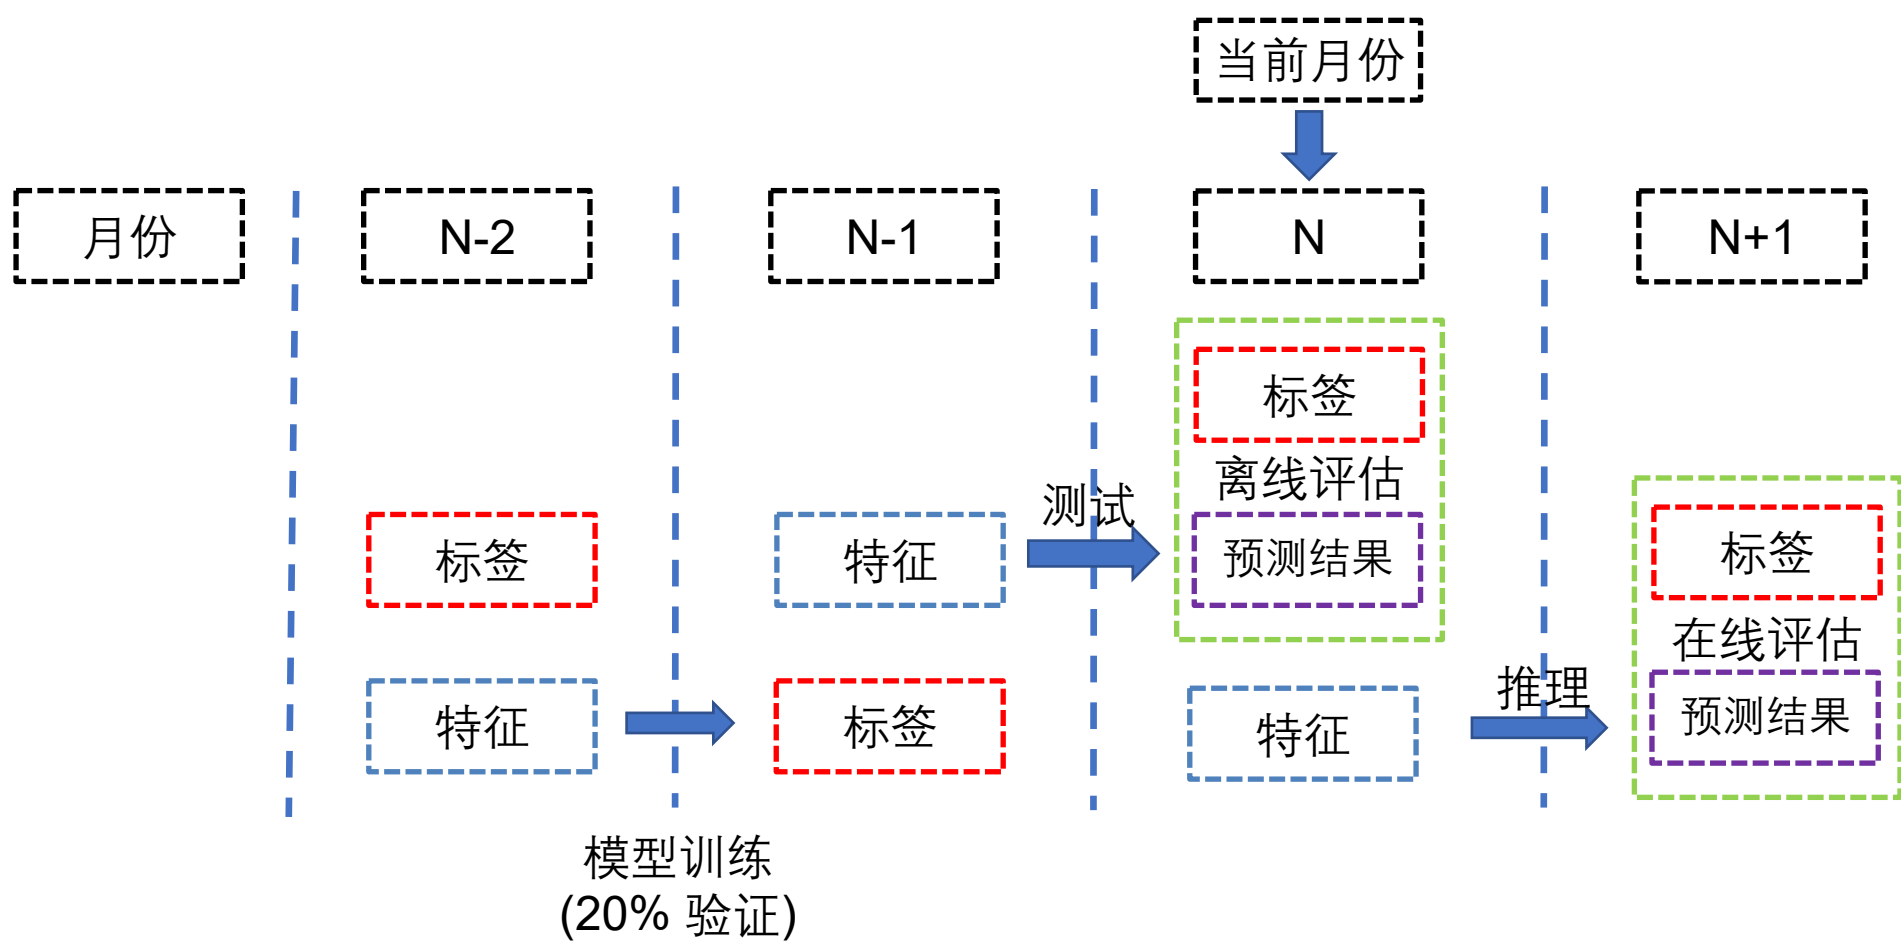 当前月份
月份
N-2
N-1
N
N+1
标签
离线评估
测试
标签
特征
预测结果
标签
在线评估
特征
标签
特征
推理
预测结果
模型训练
(20% 验证)